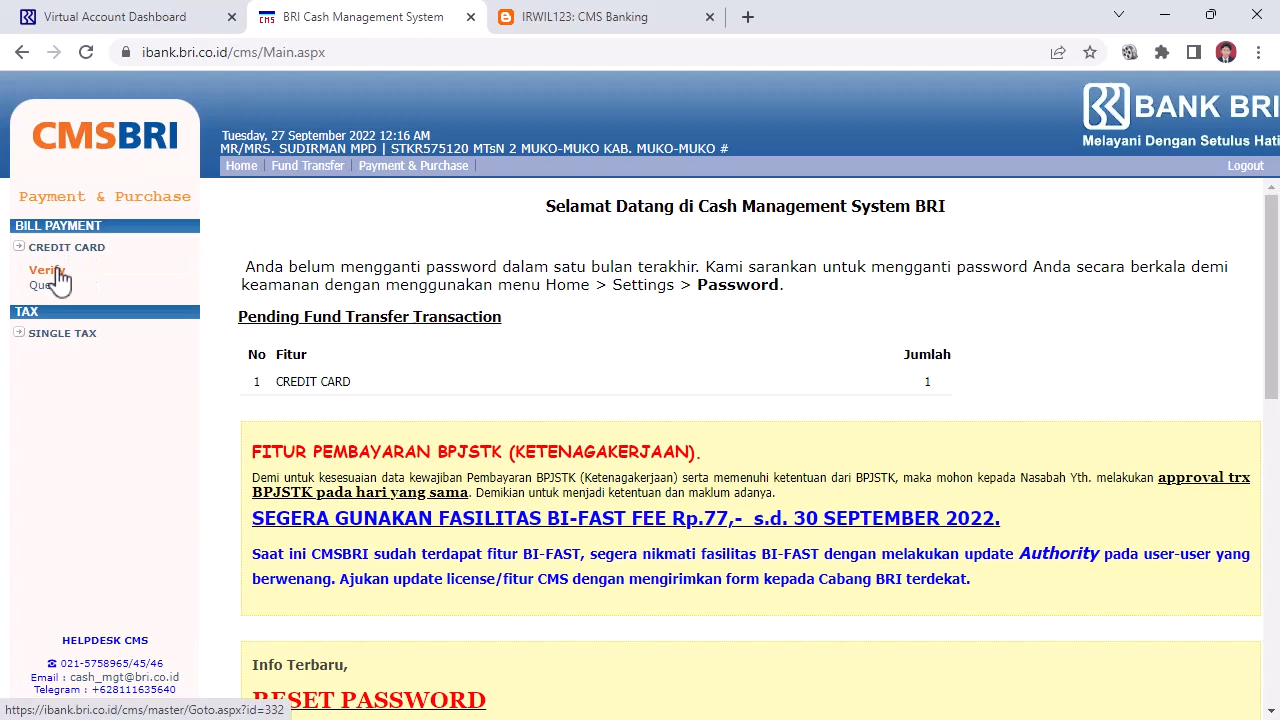 Virtual Account Dashboard
BRI Cash Management System
IRWIL123: CMS Banking
ibank.bri.co.id/cms/Main.aspx
CMSBRI
Tuesday, 27 September 2022 12:16 AM
MR/MRS. SUDIRMAN MPD | STKR575120 MTsN 2 MUKO-MUKO KAB. MUKO-MUKO #
BANK BRI
Melayani Dengan Setulus Hati
Home
Fund Transfer
Payment & Purchase
Logout
Payment & Purchase
BILL PAYMENT
CREDIT CARD
Verify
TAX
SINGLE TAX
HELPDESK CMS
021-5758965/45/46
Email : cash_mgt@bri.co.id
Telegram : +628111635640
Selamat Datang di Cash Management System BRI
Anda belum mengganti password dalam satu bulan terakhir. Kami sarankan untuk mengganti password Anda secara berkala demi
keamanan dengan menggunakan menu Home > Settings > Password.
Pending Fund Transfer Transaction
No Fitur Jumlah
1 CREDIT CARD 1
FITUR PEMBAYARAN BPJSTK (KETENAGAKERJAAN).
Demi untuk kesesuaian data kewajiban Pembayaran BPJSTK (Ketenagakerjaan) serta memenuhi ketentuan dari BPJSTK, maka mohon kepada Nasabah Yth. melakukan approval trx
BPJSTK pada hari yang sama. Demikian untuk menjadi ketentuan dan maklum adanya.
SEGERA GUNAKAN FASILITAS BI-FAST FEE Rp.77,- s.d. 30 SEPTEMBER 2022.
Saat ini CMSBRI sudah terdapat fitur BI-FAST, segera nikmati fasilitas BI-FAST dengan melakukan update Authority pada user-user yang
berwenang. Ajukan update license/fitur CMS dengan mengirimkan form kepada Cabang BRI terdekat.
Info Terbaru,
RESET PASSWORD
https://ibank.bri.co.id/cms/master/Goto.aspx?id=332